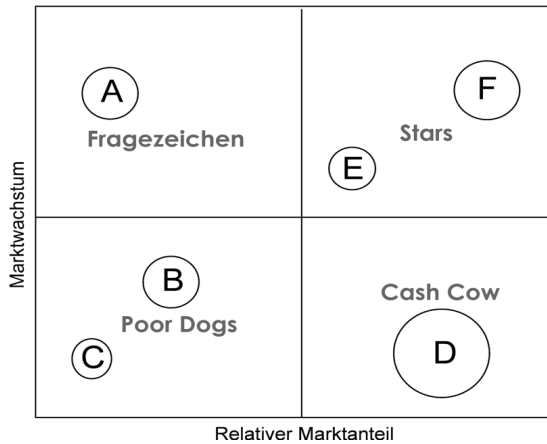 A
F
Fragezeichen
Stars
E
Marktwachstum
B
Cash Cow
Poor Dogs
C
D
Relativer Marktanteil